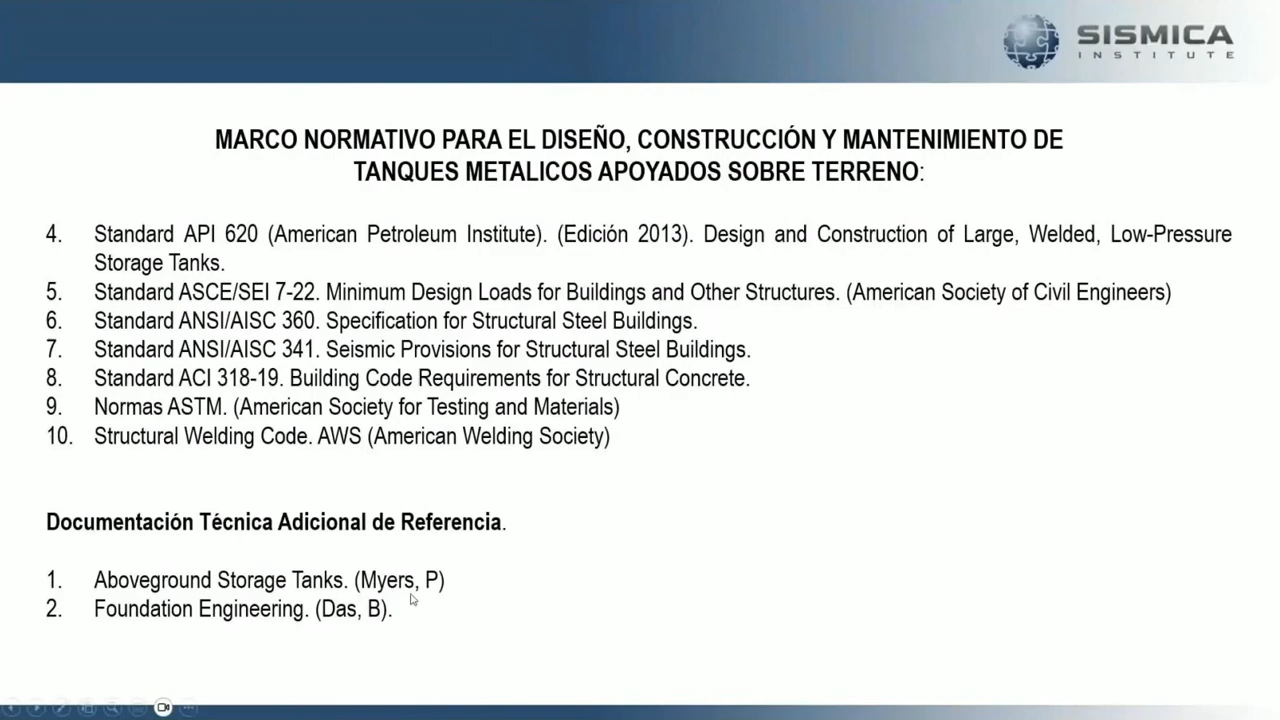 SISMICA
INSTITUTE
MARCO NORMATIVO PARA EL DISEÑO, CONSTRUCCIÓN Y MANTENIMIENTO DE
TANQUES METALICOS APOYADOS SOBRE TERRENO:
4. Standard API 620 (American Petroleum Institute). (Edición 2013). Design and Construction of Large, Welded, Low-Pressure
Storage Tanks.
5. Standard ASCE/SEI 7-22. Minimum Design Loads for Buildings and Other Structures. (American Society of Civil Engineers)
6. Standard ANSI/AISC 360. Specification for Structural Steel Buildings.
7. Standard ANSI/AISC 341. Seismic Provisions for Structural Steel Buildings.
8. Standard ACI 318-19. Building Code Requirements for Structural Concrete.
9. Normas ASTM. (American Society for Testing and Materials)
10. Structural Welding Code. AWS (American Welding Society)
Documentación Técnica Adicional de Referencia.
1. Aboveground Storage Tanks. (Myers, P)
2. Foundation Engineering. (Das, B).